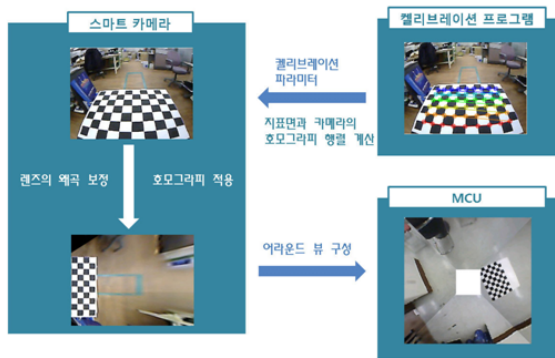 스마트 카메라
켈리브레이션 프로그램
켈리브레이션
파라미터
지표면과 카메라의
호모그라피 행렬 계산
렌즈의 왜곡 보정
호모그라피 적용
MCU
어라운드 뷰 구성